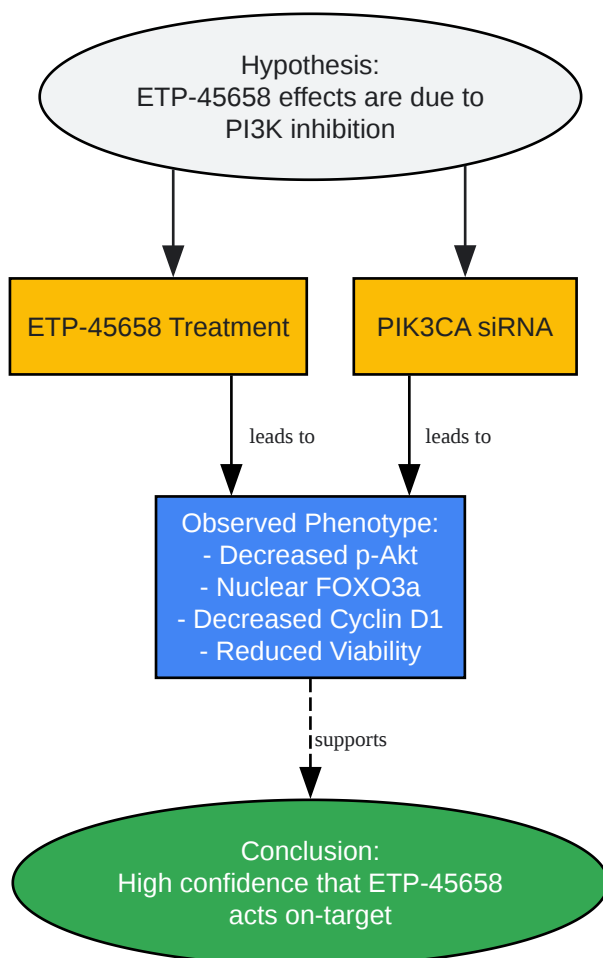 Hypothesis:
ETP-45658 effects are due to
PI3K inhibition
ETP-45658 Treatment
PIK3CA siRNA
leads to
leads to
Observed Phenotype:
- Decreased p-Akt
- Nuclear FOXO3a
- Decreased Cyclin D1
- Reduced Viability
supports
Conclusion:
High confidence that ETP-45658
acts on-target